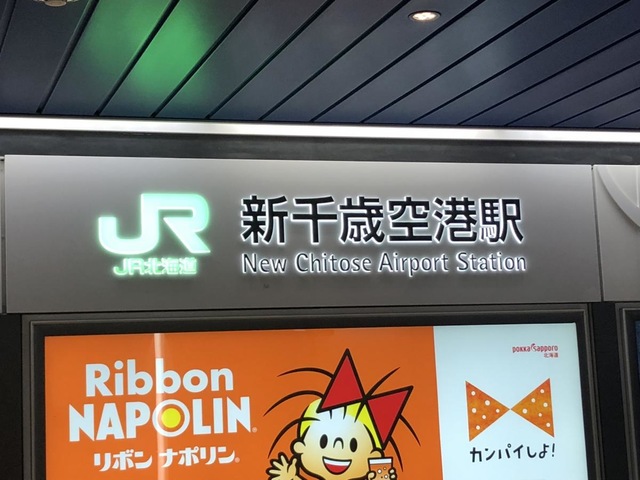 JR 新千歳空港駅
JR北海道 New Chitose Airport Station
pokka sapporo
北海道
Ribbon
NAPOLIN®
リボン ナポリン®
カンパイしよ!